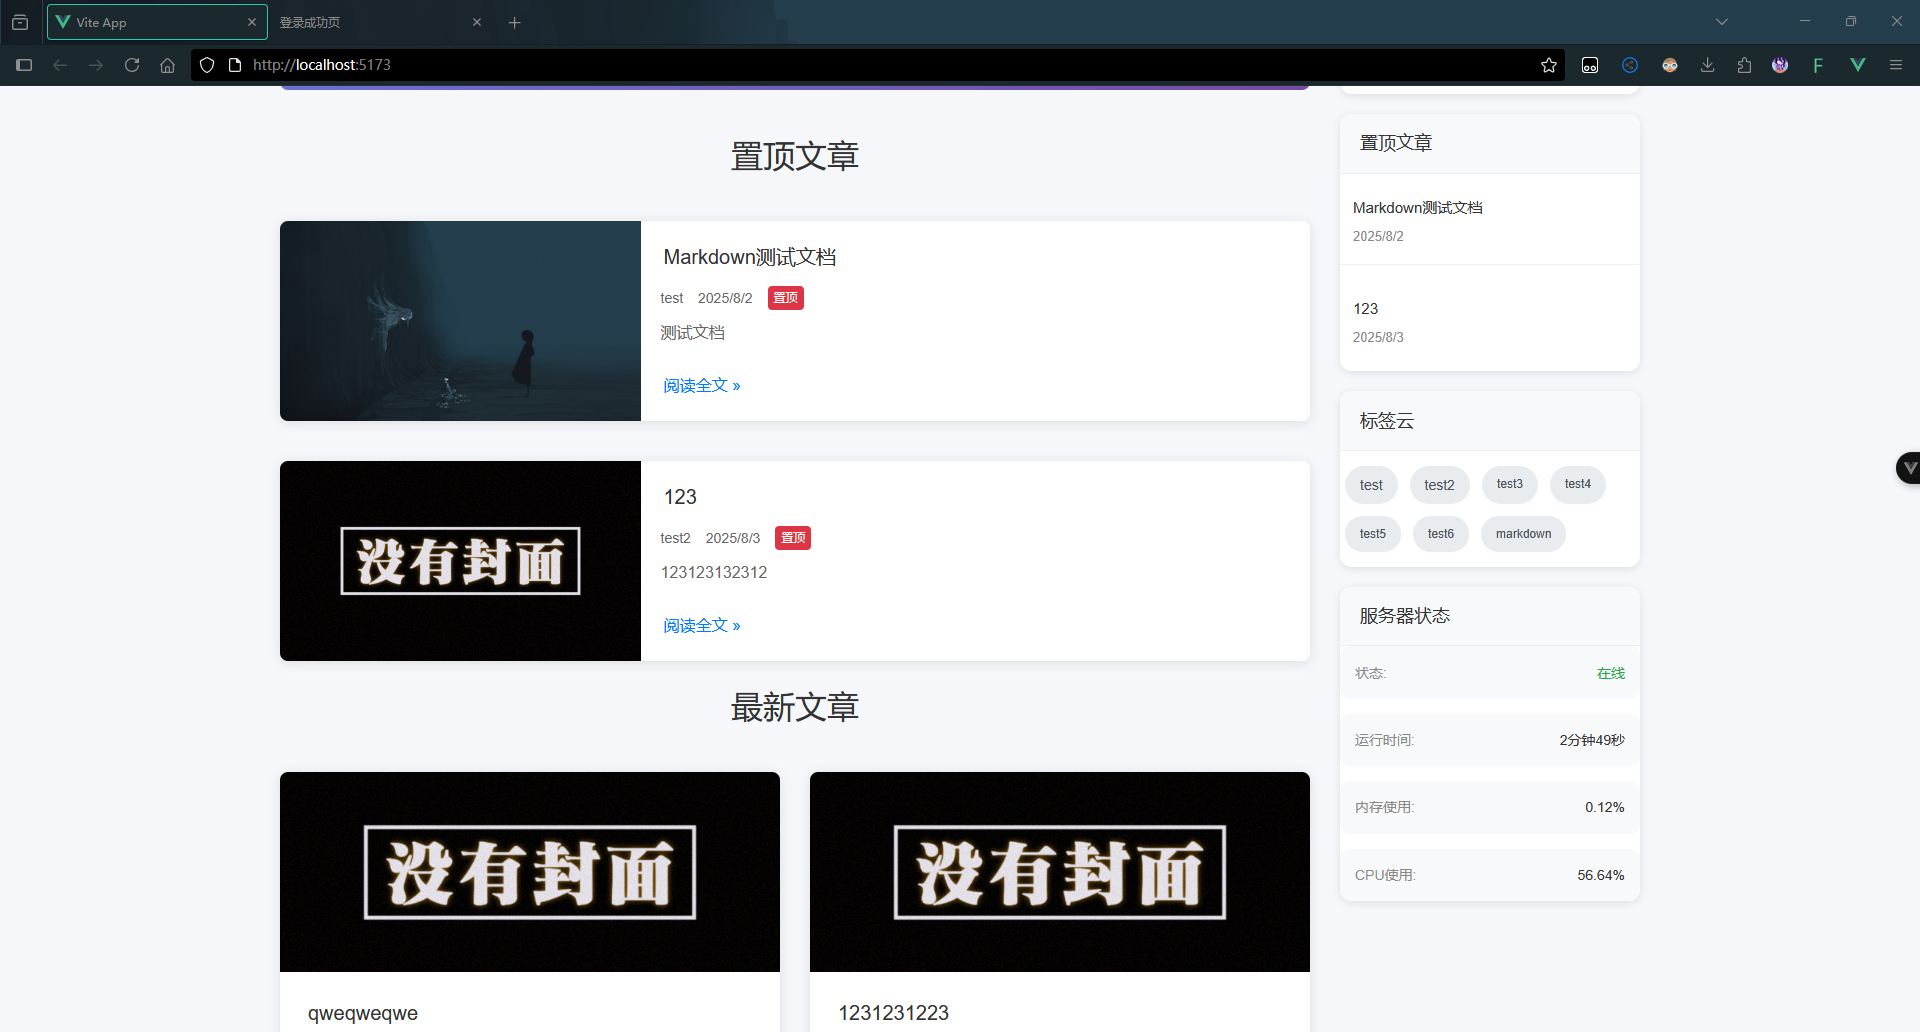 Vite App
登录成功页
http://localhost:5173
置顶文章
Markdown测试文档
test 2025/8/2 置顶
测试文档
阅读全文 »
没有封面
123
test2 2025/8/3 置顶
123123132312
阅读全文 »
最新文章
没有封面
qweqweqwe
没有封面
1231231223
置顶文章
Markdown测试文档
2025/8/2
123
2025/8/3
标签云
test test2 test3 test4
test5 test6 markdown
服务器状态
状态: 在线
运行时间: 2分钟49秒
内存使用: 0.12%
CPU使用: 56.64%